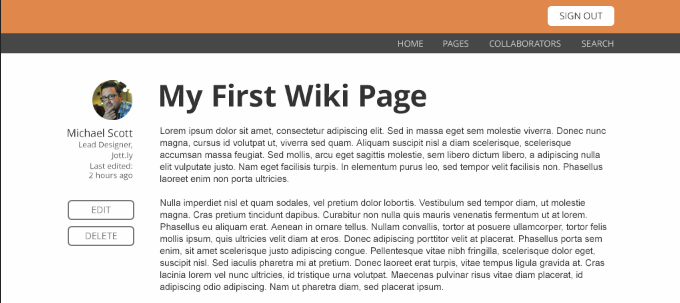 SIGN OUT
HOME PAGES COLLABORATORS SEARCH
My First Wiki Page
Michael Scott
Lead Designer,
Jott.ly
Last edited:
2 hours ago
EDIT
DELETE
Lorem ipsum dolor sit amet, consectetur adipiscing elit. Sed in massa eget sem molestie viverra. Donec nunc
magna, cursus id volutpat ut, viverra sed quam. Aliquam suscipit nisl a diam scelerisque, scelerisque
accumsan massa feugiat. Sed mollis, arcu eget sagittis molestie, sem libero dictum libero, a adipiscing nulla
elit vulputate justo. Nam eget facilisis turpis. In elementum purus leo, sed tempor velit facilisis non. Phasellus
laoreet enim non porta ultricies.
Nulla imperdiet nisl et quam sodales, vel pretium dolor lobortis. Vestibulum sed tempor diam, ut molestie
magna. Cras pretium tincidunt dapibus. Curabitur non nulla quis mauris venenatis fermentum ut at lorem.
Phasellus eu aliquam erat. Aenean in ornare tellus. Nullam convallis, tortor at posuere ullamcorper, tortor felis
mollis ipsum, quis ultricies velit diam at eros. Donec adipiscing porttitor velit at placerat. Phasellus porta sem
enim, sit amet scelerisque justo adipiscing congue. Pellentesque vitae nibh fringilla, scelerisque dolor eget,
suscipit nisl. Sed iaculis pharetra mi at pretium. Donec laoreet erat turpis, vitae tempus ligula gravida at. Cras
lacinia lorem vel nunc ultricies, id tristique urna volutpat. Maecenas pulvinar risus vitae diam placerat, id
adipiscing odio adipiscing. Nam ut pharetra diam, sed placerat ipsum.